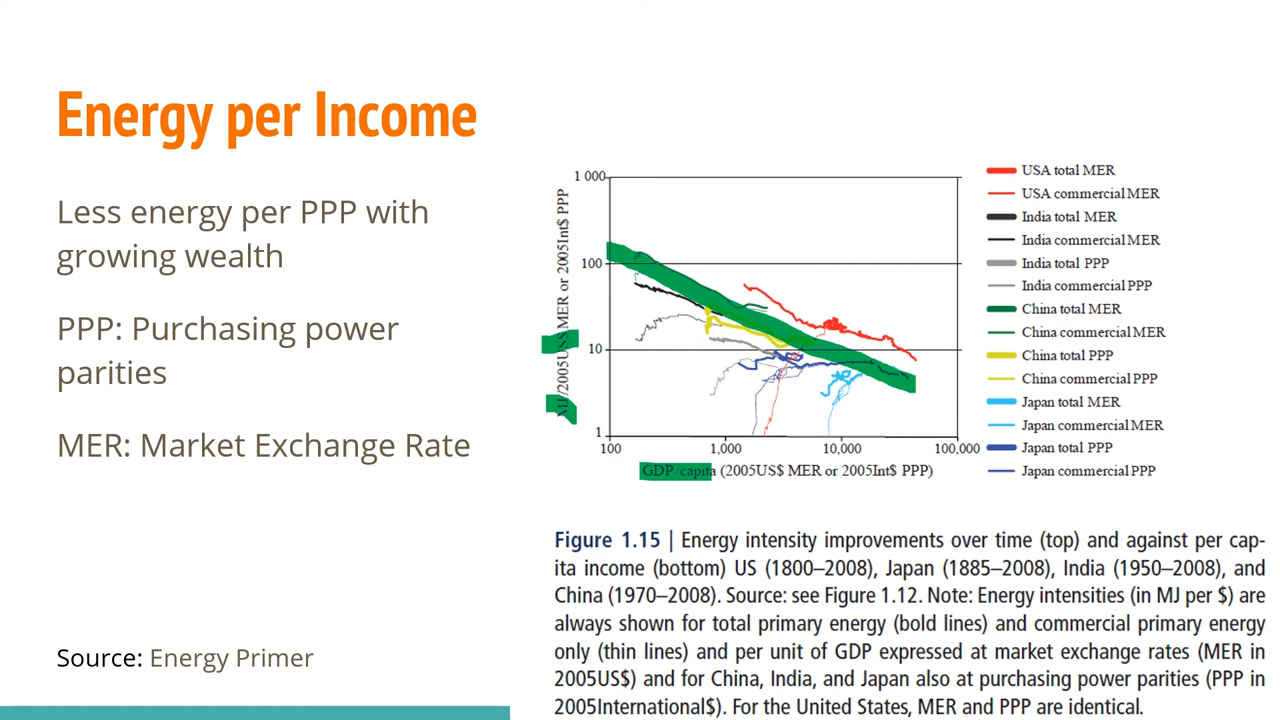 Energy per Income
Less energy per PPP with
growing wealth
PPP: Purchasing power
parities
MER: Market Exchange Rate
Source: Energy Primer
MJ/2005US$ MER or 2005Int$ PPP
1 000
100
10
1
100
1,000
10,000
100,000
GDP capita (2005US$ MER or 2005Int$ PPP)
USA total MER
USA commercial MER
India total MER
India commercial MER
India total PPP
India commercial PPP
China total MER
China commercial MER
China total PPP
China commercial PPP
Japan total MER
Japan commercial MER
Japan total PPP
Japan commercial PPP
Figure 1.15 | Energy intensity improvements over time (top) and against per cap-
ita income (bottom) US (1800–2008), Japan (1885–2008), India (1950–2008), and
China (1970–2008). Source: see Figure 1.12. Note: Energy intensities (in MJ per $) are
always shown for total primary energy (bold lines) and commercial primary energy
only (thin lines) and per unit of GDP expressed at market exchange rates (MER in
2005US$) and for China, India, and Japan also at purchasing power parities (PPP in
2005International$). For the United States, MER and PPP are identical.